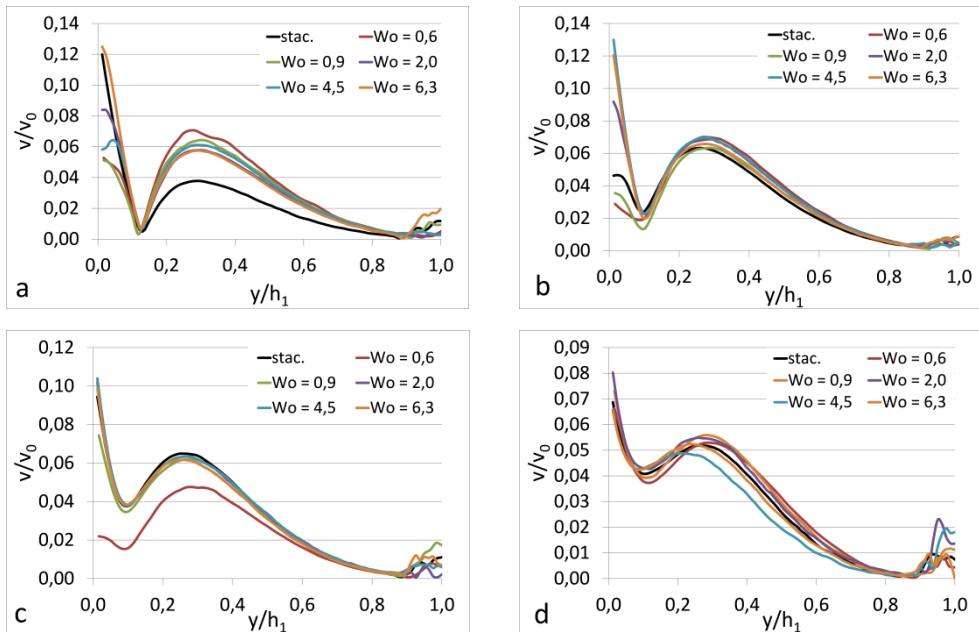 0,14
0,12
0,10
0,08
0,06
0,04
0,02
0,00
v/v0
stac. Wo = 0,6
Wo = 0,9 Wo = 2,0
Wo = 4,5 Wo = 6,3
0,0 0,2 0,4 0,6 0,8 1,0
a y/h1
0,14
0,12
0,10
0,08
0,06
0,04
0,02
0,00
v/v0
stac. Wo = 0,6
Wo = 0,9 Wo = 2,0
Wo = 4,5 Wo = 6,3
0,0 0,2 0,4 0,6 0,8 1,0
b y/h1
0,12
0,10
0,08
0,06
0,04
0,02
0,00
v/v0
stac. Wo = 0,6
Wo = 0,9 Wo = 2,0
Wo = 4,5 Wo = 6,3
0,0 0,2 0,4 0,6 0,8 1,0
c y/h1
0,09
0,08
0,07
0,06
0,05
0,04
0,03
0,02
0,01
0,00
v/v0
stac. Wo = 0,6
Wo = 0,9 Wo = 2,0
Wo = 4,5 Wo = 6,3
0,0 0,2 0,4 0,6 0,8 1,0
d y/h1